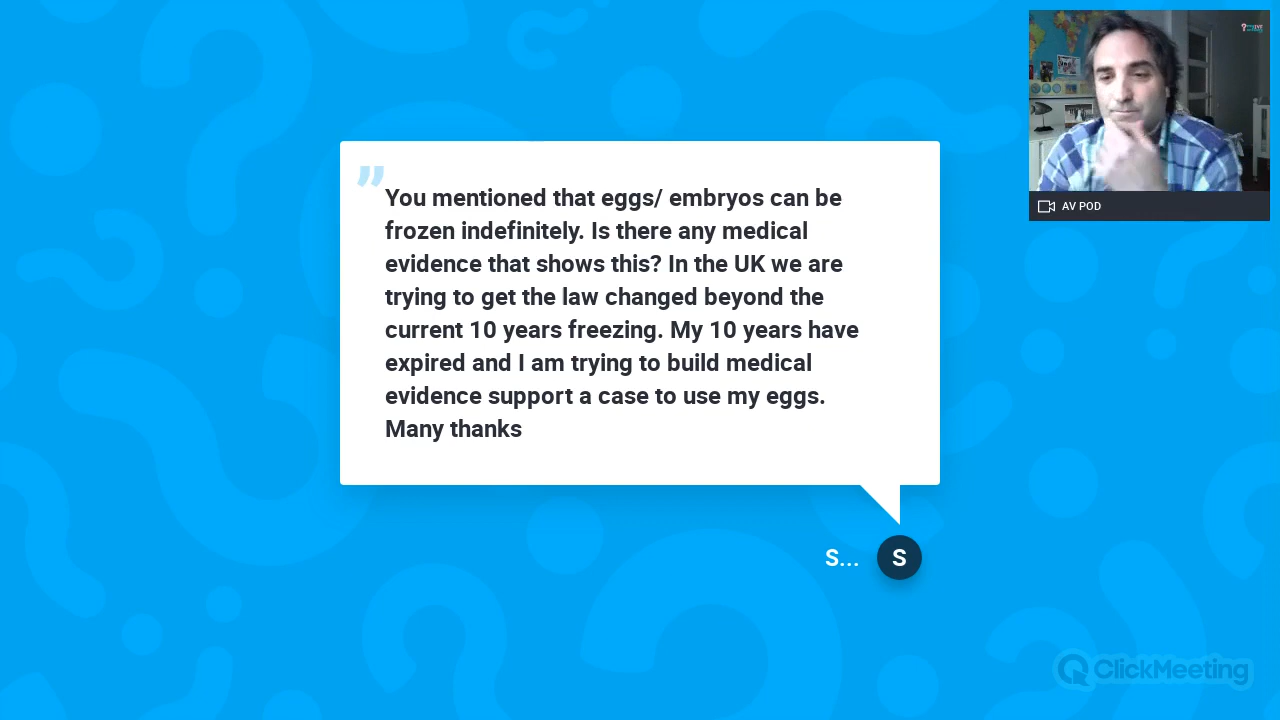 You mentioned that eggs/ embryos can be
frozen indefinitely. Is there any medical
evidence that shows this? In the UK we are
trying to get the law changed beyond the
current 10 years freezing. My 10 years have
expired and I am trying to build medical
evidence support a case to use my eggs.
Many thanks
S...
S
AV POD
ClickMeeting